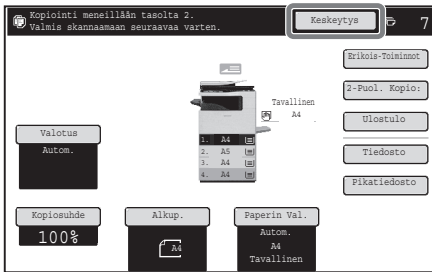 Kopiointi meneillään tasolta 2.
Valmis skannaamaan seuraavaa varten.
Keskeytys
7
Erikois-Toiminnot
2-Puol. Kopio:
Ulostulo
Tiedosto
Pikatiedosto
Tavallinen
A4
1. A4
2. A5
3. A4
4. A4
Valotus
Autom.
Kopiosuhde
100%
Alkup.
A4
Paperin Val.
Autom.
A4
Tavallinen